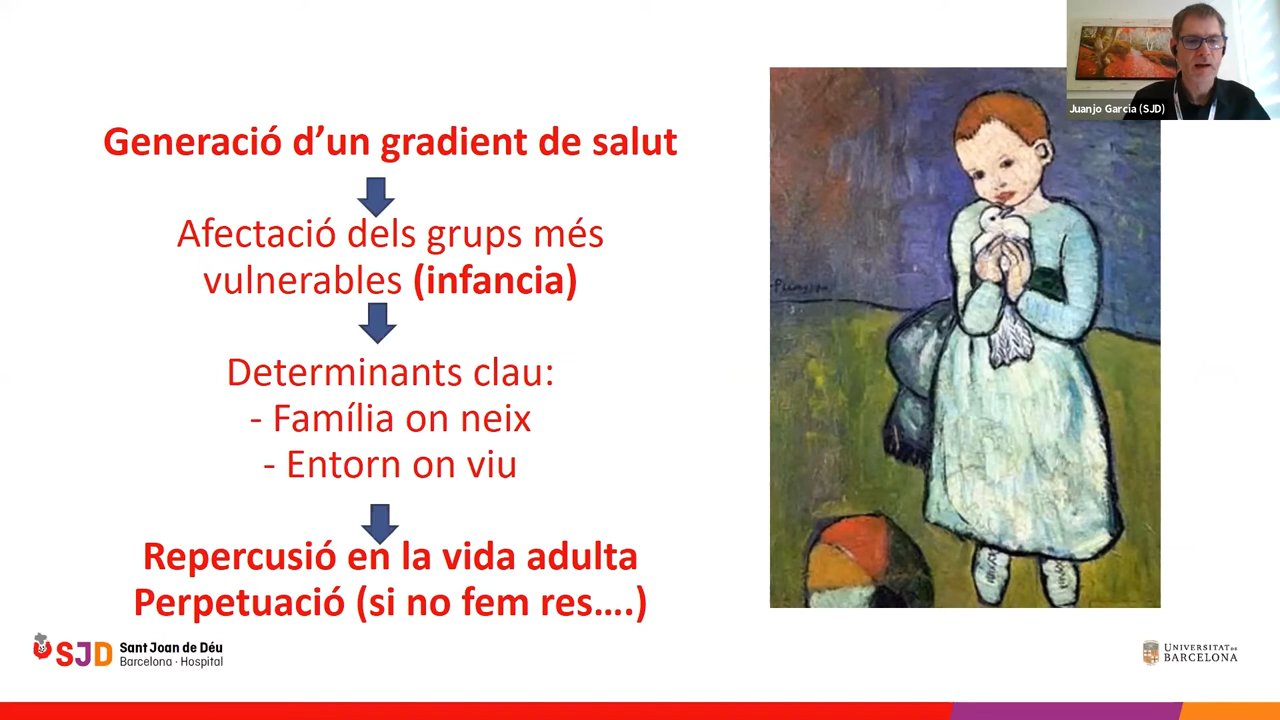 Juanjo Garcia (SJD)
Generació d’un gradient de salut
Afectació dels grups més
vulnerables (infancia)
Determinants clau:
- Família on neix
- Entorn on viu
Repercusió en la vida adulta
Perpetuació (si no fem res….)
Picasso
SJD Sant Joan de Déu
Barcelona · Hospital
UNIVERSITAT DE
BARCELONA